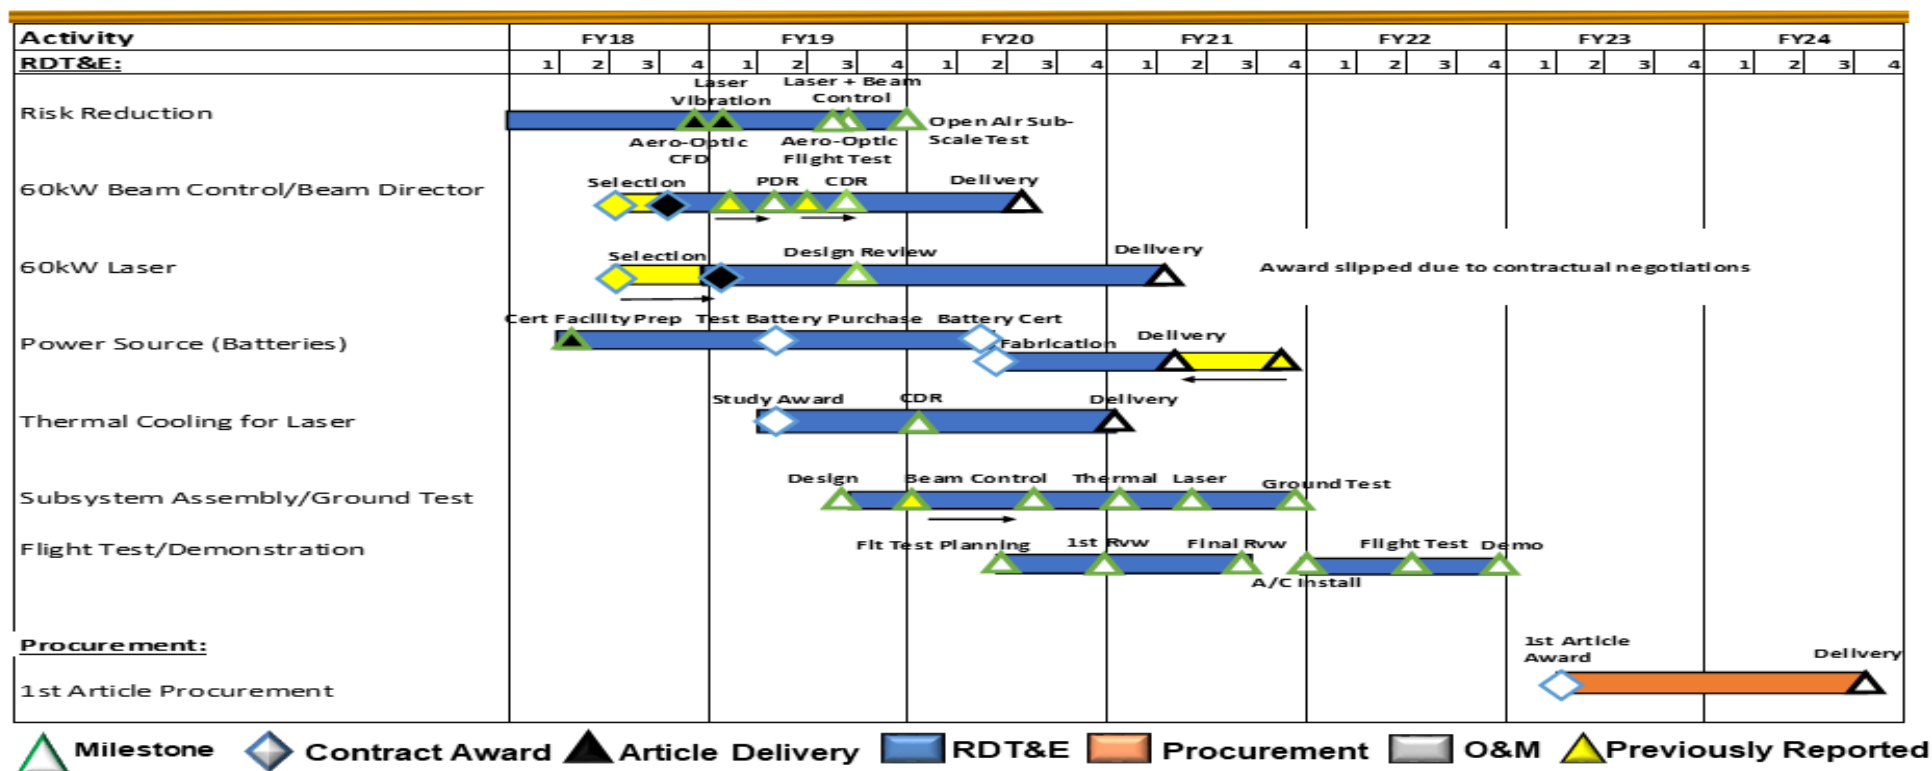 Activity FY18 FY19 FY20 FY21 FY22 FY23 FY24
RDT&E: 1 2 3 4 1 2 3 4 1 2 3 4 1 2 3 4 1 2 3 4 1 2 3 4 1 2 3 4
Laser
Vibration
Laser + Beam
Control
Risk Reduction
Open Air Sub-
Scale Test
Aero-Optic
CFD
Aero-Optic
Flight Test
60kW Beam Control/Beam Director
Selection PDR CDR Delivery
60kW Laser
Selection Design Review Delivery
Award slipped due to contractual negotiations
Power Source (Batteries)
Cert Facility Prep Test Battery Purchase Battery Cert
Fabrication Delivery
Thermal Cooling for Laser
Study Award CDR Delivery
Subsystem Assembly/Ground Test
Design Beam Control Thermal Laser Ground Test
Flight Test/Demonstration
Flt Test Planning 1st Rvw Final Rvw Flight Test Demo
A/C Install
Procurement:
1st Article
Award
Delivery
1st Article Procurement
Milestone Contract Award Article Delivery RDT&E Procurement O&M Previously Reported